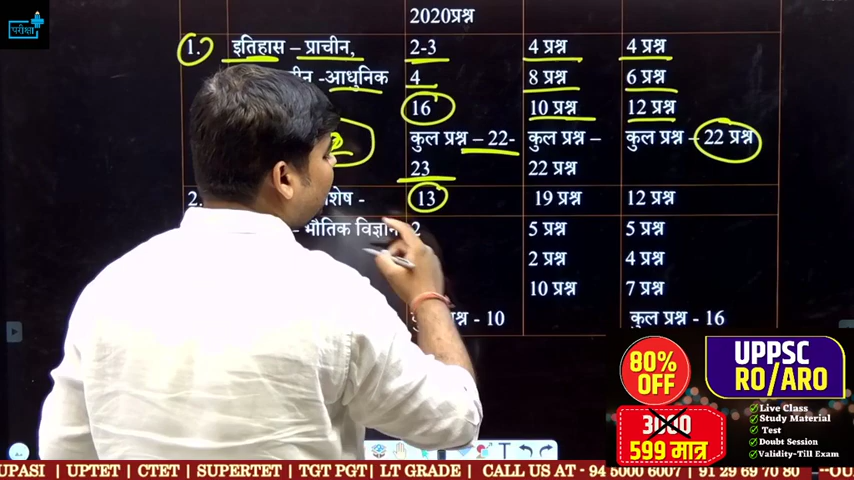 परीक्षा
2020प्रश्न
1. इतिहास – प्राचीन, 2-3 4 प्रश्न 4 प्रश्न
-आधुनिक 4 8 प्रश्न 6 प्रश्न
16 10 प्रश्न 12 प्रश्न
कुल प्रश्न – 22- कुल प्रश्न – कुल प्रश्न – 22 प्रश्न
23 22 प्रश्न
2. 13 19 प्रश्न 12 प्रश्न
- भौतिक विज्ञान 2 5 प्रश्न 5 प्रश्न
2 प्रश्न 4 प्रश्न
10 प्रश्न 7 प्रश्न
- 10 कुल प्रश्न - 16
80%
OFF
UPPSC
RO/ARO
3000
599 मात्र
Live Class
Study Material
Test
Doubt Session
Validity-Till Exam
UPASI | UPTET | CTET | SUPERTET | TGT PGT| LT GRADE | CALL US AT - 94 5000 6077 | 91 29 69 70 80